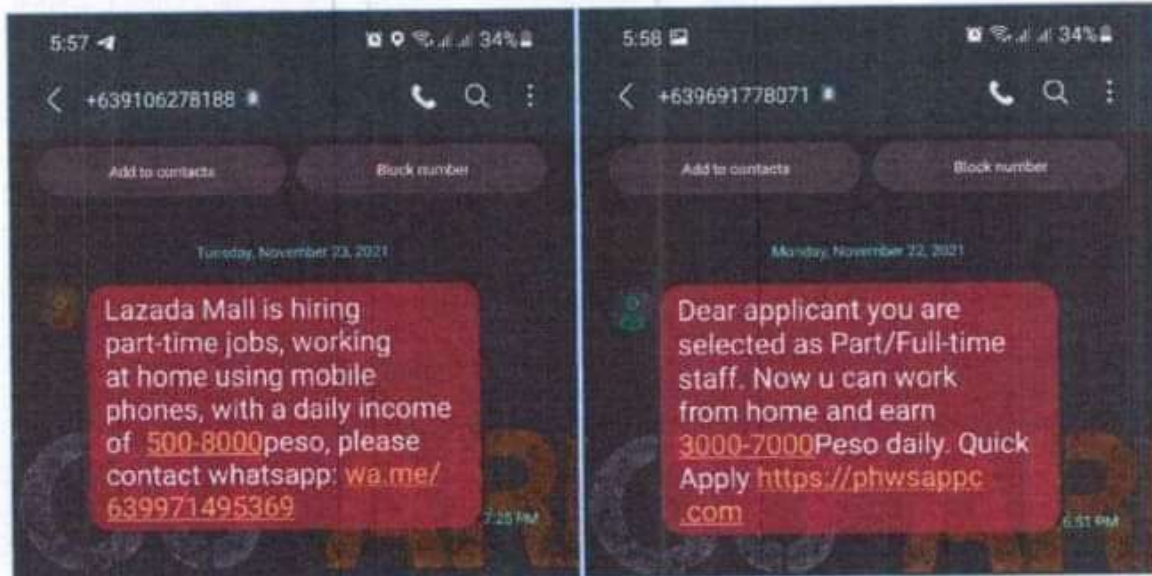 5:57
34%
+639106278188
Add to contacts
Block number
Tuesday, November 23, 2021
Lazada Mall is hiring
part-time jobs, working
at home using mobile
phones, with a daily income
of 500-8000peso, please
contact whatsapp: wa.me/
639971495369
7:25 PM
5:58
34%
+639691778071
Add to contacts
Block number
Monday, November 22, 2021
Dear applicant you are
selected as Part/Full-time
staff. Now u can work
from home and earn
3000-7000Peso daily. Quick
Apply https://phwsappc
.com
6:51 PM